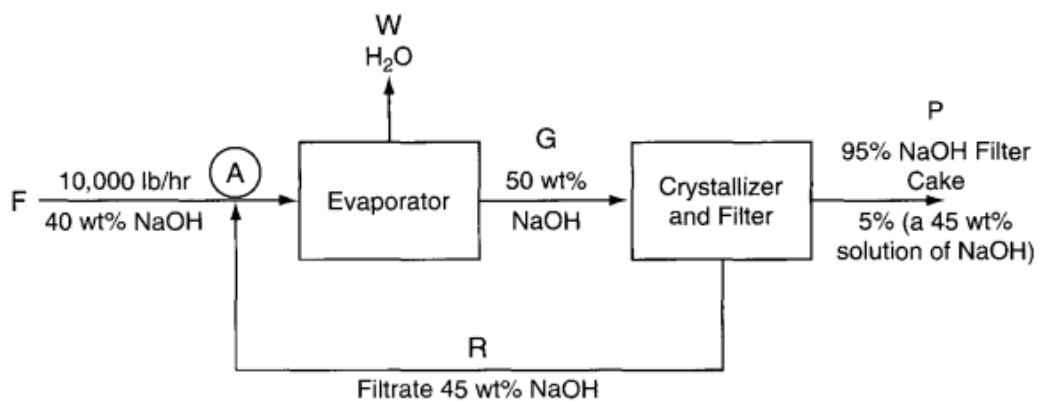 W
H₂O
F
10,000 lb/hr
40 wt% NaOH
A
Evaporator
G
50 wt%
NaOH
Crystallizer
and Filter
P
95% NaOH Filter
Cake
5% (a 45 wt%
solution of NaOH)
R
Filtrate 45 wt% NaOH